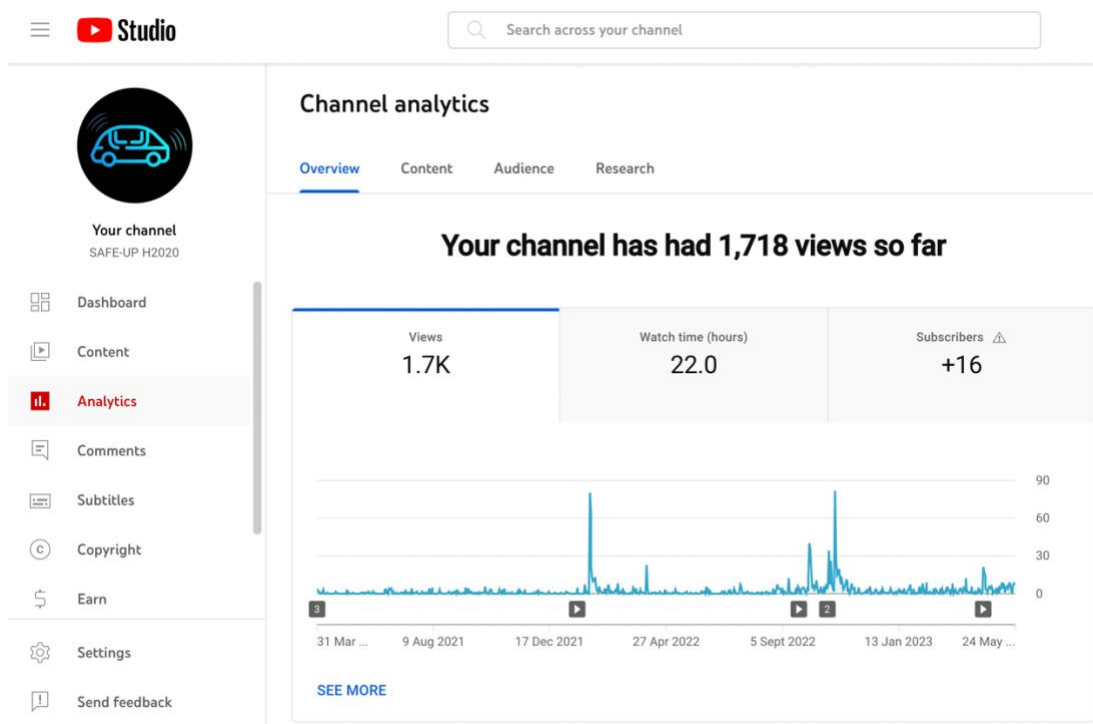 Studio
Search across your channel
Your channel
SAFE-UP H2020
Dashboard
Content
Analytics
Comments
Subtitles
Copyright
Earn
Settings
Send feedback
Channel analytics
Overview Content Audience Research
Your channel has had 1,718 views so far
Views Watch time (hours) Subscribers
1.7K 22.0 +16
90
60
30
0
3 2
31 Mar ... 9 Aug 2021 17 Dec 2021 27 Apr 2022 5 Sept 2022 13 Jan 2023 24 May ...
SEE MORE